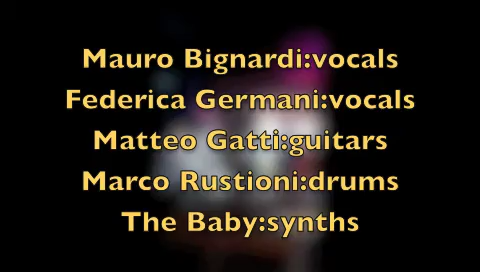 Mauro Bignardi:vocals
Federica Germani:vocals
Matteo Gatti:guitars
Marco Rustioni:drums
The Baby:synths